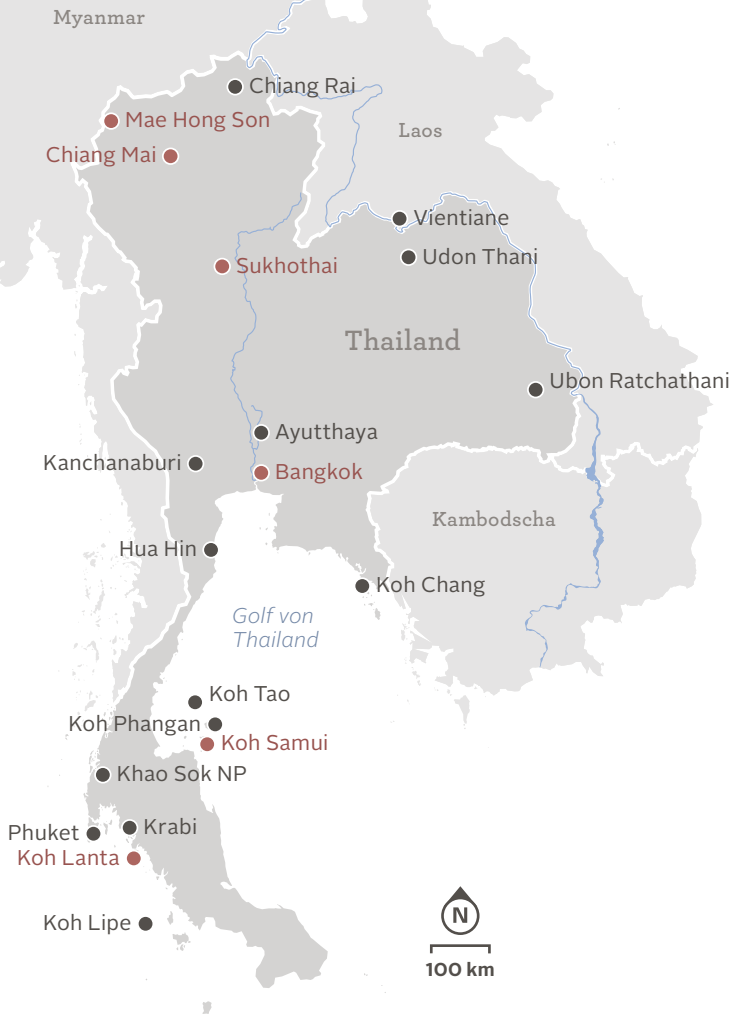 Myanmar
Chiang Rai
Mae Hong Son
Laos
Chiang Mai
Vientiane
Udon Thani
Sukhothai
Thailand
Ubon Ratchathani
Ayutthaya
Kanchanaburi
Bangkok
Kambodscha
Hua Hin
Koh Chang
Golf von
Thailand
Koh Tao
Koh Phangan
Koh Samui
Khao Sok NP
Krabi
Phuket
Koh Lanta
Koh Lipe
N
100 km